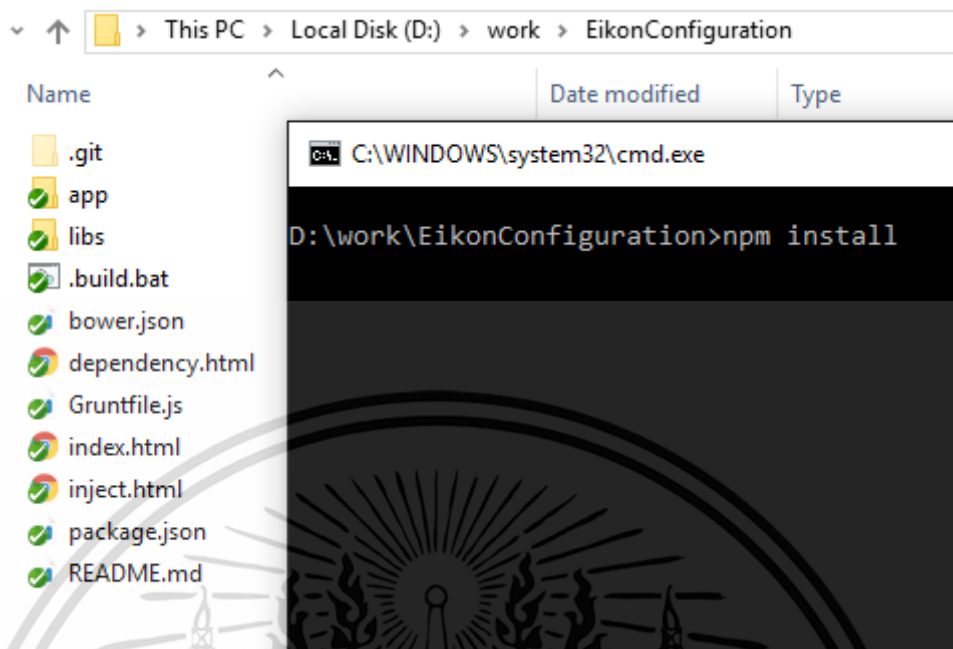 This PC > Local Disk (D:) > work > EikonConfiguration
Name Date modified Type
.git
app
libs
.build.bat
bower.json
dependency.html
Gruntfile.js
index.html
inject.html
package.json
README.md
C:\WINDOWS\system32\cmd.exe
D:\work\EikonConfiguration>npm install